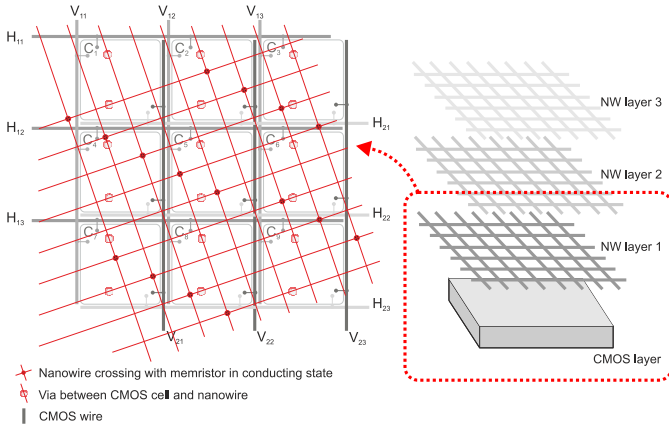 V11 V12 V13
H11
C1 C2 C3
H21
H12
C4 C5 C6
H22
H13
C7 C8 C9
H23
V21 V22 V23
NW layer 3
NW layer 2
NW layer 1
CMOS layer
Nanowire crossing with memristor in conducting state
Via between CMOS cell and nanowire
CMOS wire